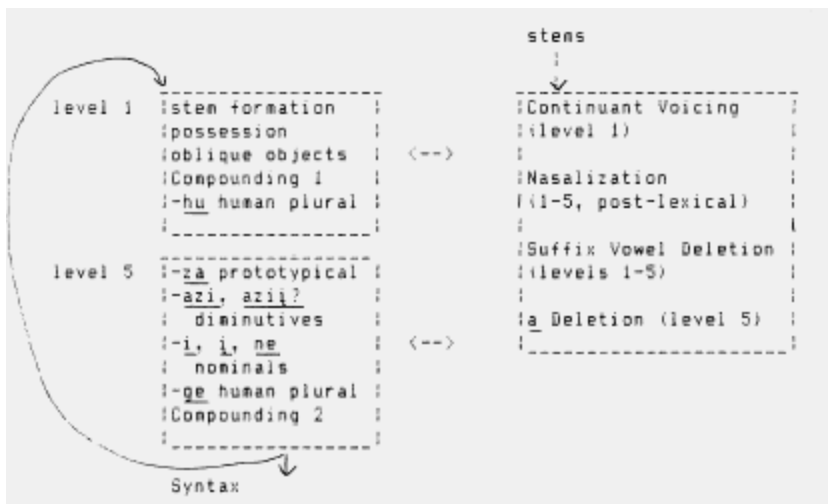 stems
level 1 stem formation
possession
oblique objects
Compounding 1
-hu human plural
level 5 -za prototypical
-azi, azįį?
diminutives
-i, į, ne
nominals
-ge human plural
Compounding 2
Syntax
Continuant Voicing
(level 1)
<-->
Nasalization
(1-5, post-lexical)
Suffix Vowel Deletion
(levels 1-5)
a Deletion (level 5)
<-->